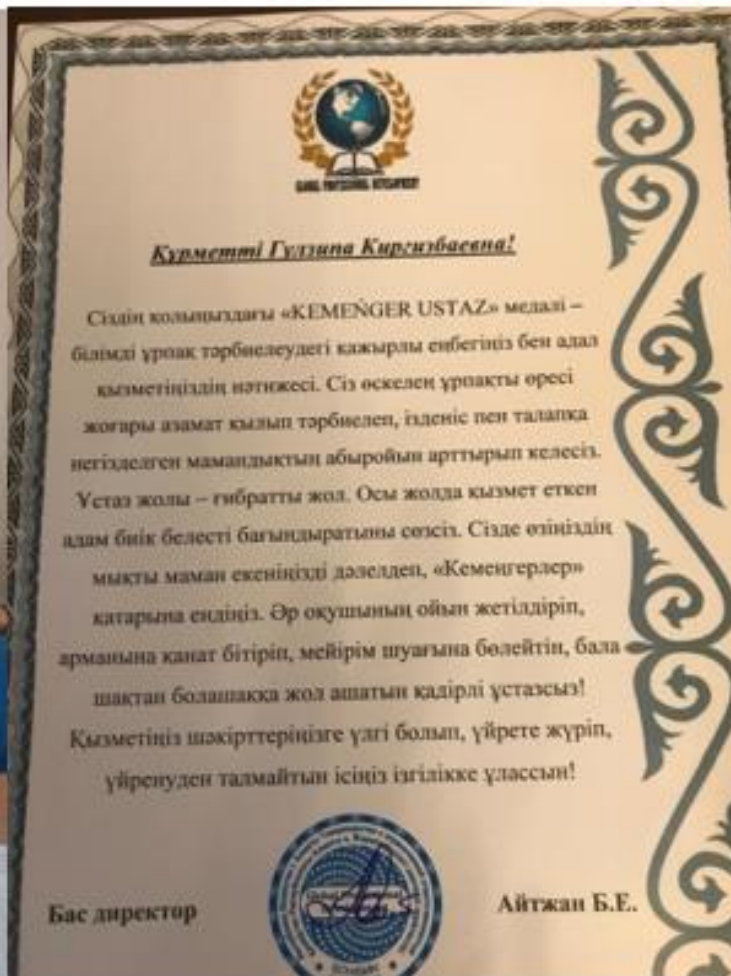 GLOBAL PROFESSIONAL DEVELOPMENT
Құрметті Гүлзипа Киргизбаевна!
Сіздің қолыңыздағы «KEMEŃGER USTAZ» медалі –
білімді ұрпақ тәрбиелеудегі қажырлы еңбегіңіз бен адал
қызметіңіздің нәтижесі. Сіз өскелең ұрпақты өресі
жоғары азамат қылып тәрбиелеп, ізденіс пен талапқа
негізделген мамандықтың абыройын арттырып келесіз.
Ұстаз жолы – ғибратты жол. Осы жолда қызмет еткен
адам биік белесті бағындыратыны сөзсіз. Сізде өзіңіздің
мықты маман екеніңізді дәлелдеп, «Кемеңгерлер»
қатарына ендіңіз. Әр оқушының ойын жетілдіріп,
арманына қанат бітіріп, мейірім шуағына бөлейтін, бала
шақтан болашаққа жол ашатын қадірлі ұстазсыз!
Қызметіңіз шәкірттеріңізге үлгі болып, үйрете жүріп,
үйренуден талмайтын ісіңіз ізгілікке ұлассын!
Бас директор
Айтжан Б.Е.